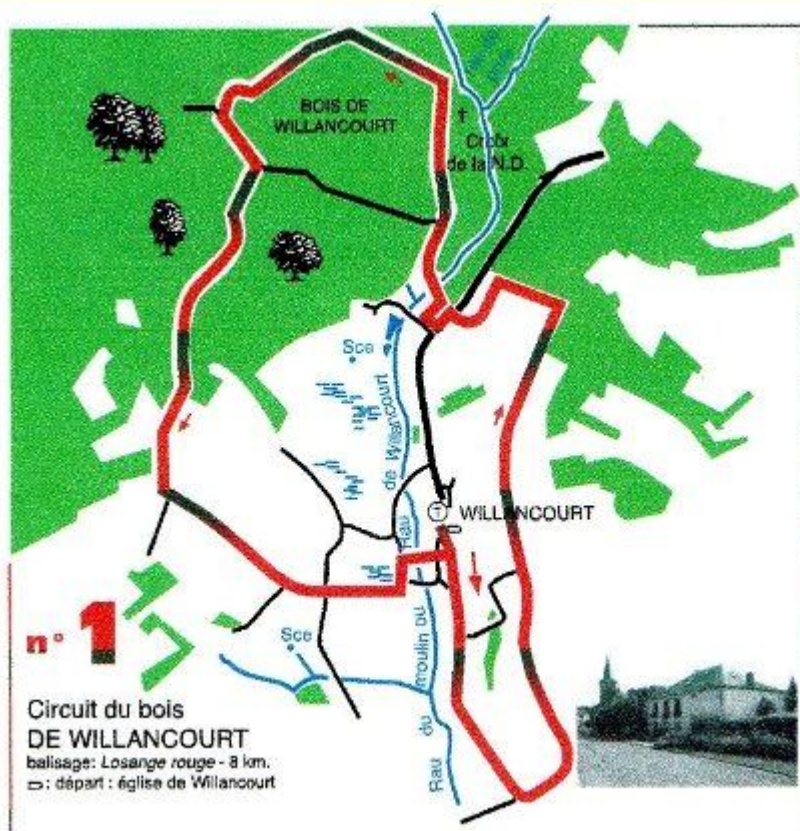 BOIS DE
WILLANCOURT
Croix
de la N.D.
Sce
Rau de Willancourt
WILLANCOURT
Sce
Rau du moulin du
n° 1
Circuit du bois
DE WILLANCOURT
balisage: Losange rouge - 8 km.
: départ : église de Willancourt